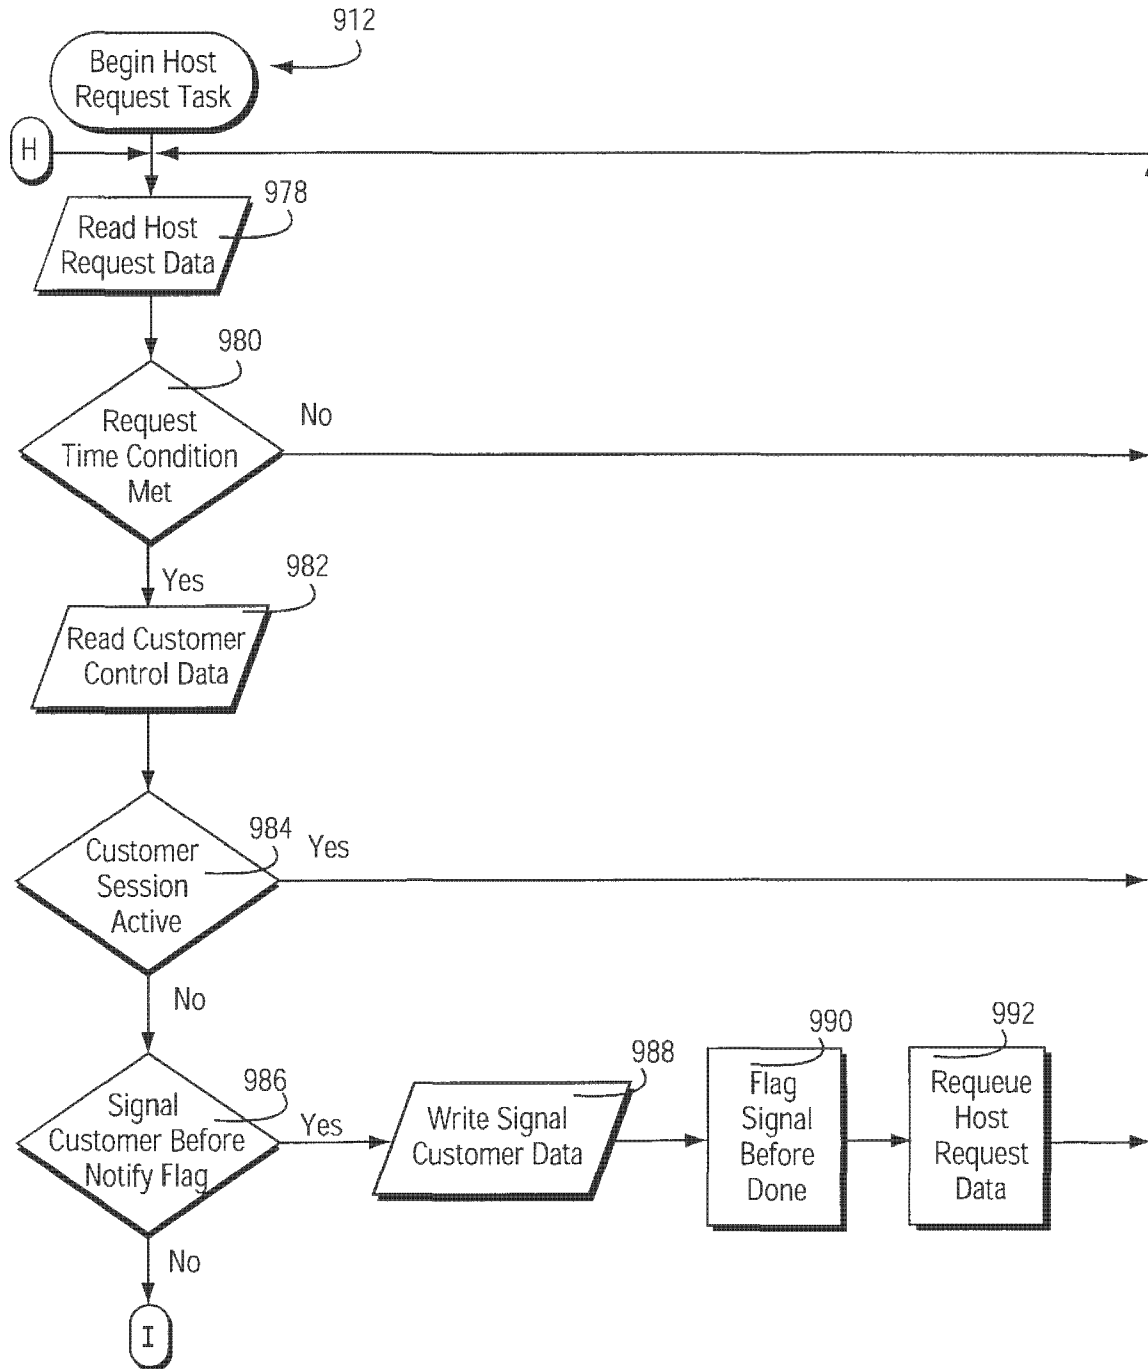 912
Begin Host
Request Task
H
978
Read Host
Request Data
980
Request
Time Condition
Met
No
Yes
982
Read Customer
Control Data
984
Customer
Session
Active
Yes
No
986
Signal
Customer Before
Notify Flag
Yes
988
Write Signal
Customer Data
990
Flag
Signal
Before
Done
992
Requeue
Host
Request
Data
No
I